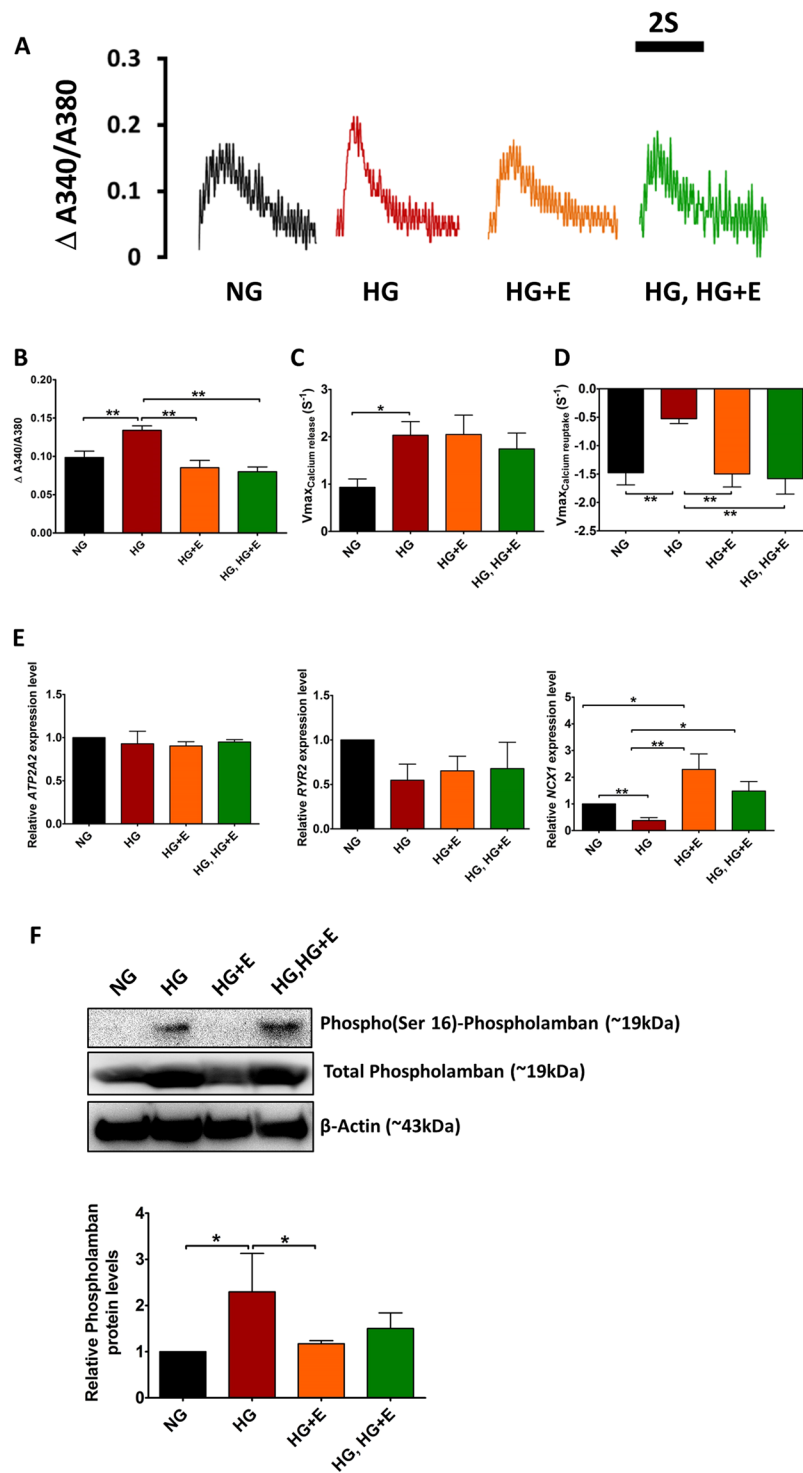 A
2S
Δ A340/A380
0.3
0.2
0.1
0
NG HG HG+E HG, HG+E
B
Δ A340/A380
0.20
0.15
0.10
0.05
0.00
** ** **
NG HG HG+E HG, HG+E
C
Vmax Calcium release (S-1)
3
2
1
0
*
NG HG HG+E HG, HG+E
D
Vmax Calcium reuptake (S-1)
0.0
-0.5
-1.0
-1.5
-2.0
-2.5
** ** **
NG HG HG+E HG, HG+E
E
Relative ATP2A2 expression level
1.5
1.0
0.5
0.0
NG HG HG+E HG, HG+E
Relative RYR2 expression level
1.5
1.0
0.5
0.0
NG HG HG+E HG, HG+E
Relative NCX1 expression level
5
4
3
2
1
0
*
*
**
**
NG HG HG+E HG, HG+E
F
NG HG HG+E HG,HG+E
Phospho(Ser 16)-Phospholamban (~19kDa)
Total Phospholamban (~19kDa)
β-Actin (~43kDa)
Relative Phospholamban
protein levels
4
3
2
1
0
* *
NG HG HG+E HG, HG+E